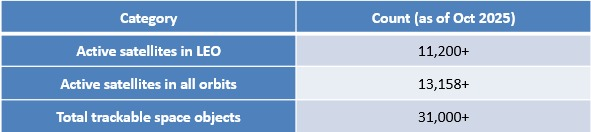 Category Count (as of Oct 2025)
Active satellites in LEO 11,200+
Active satellites in all orbits 13,158+
Total trackable space objects 31,000+